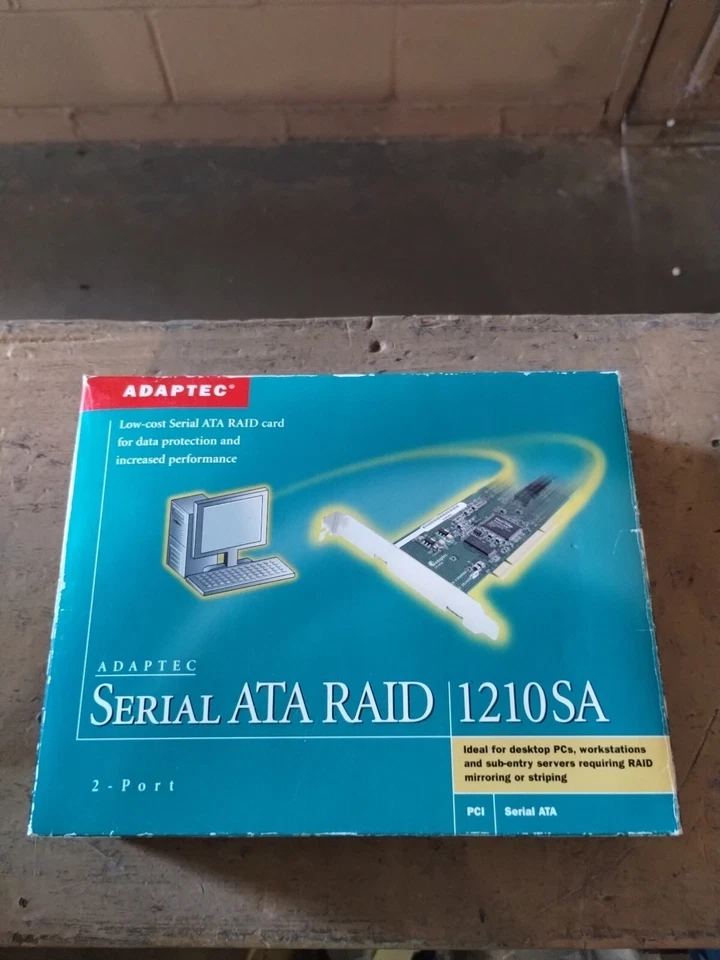 ADAPTEC®
Low-cost Serial ATA RAID card
for data protection and
increased performance
ADAPTEC
SERIAL ATA RAID 1210SA
Ideal for desktop PCs, workstations
and sub-entry servers requiring RAID
mirroring or striping
2-Port
PCI Serial ATA